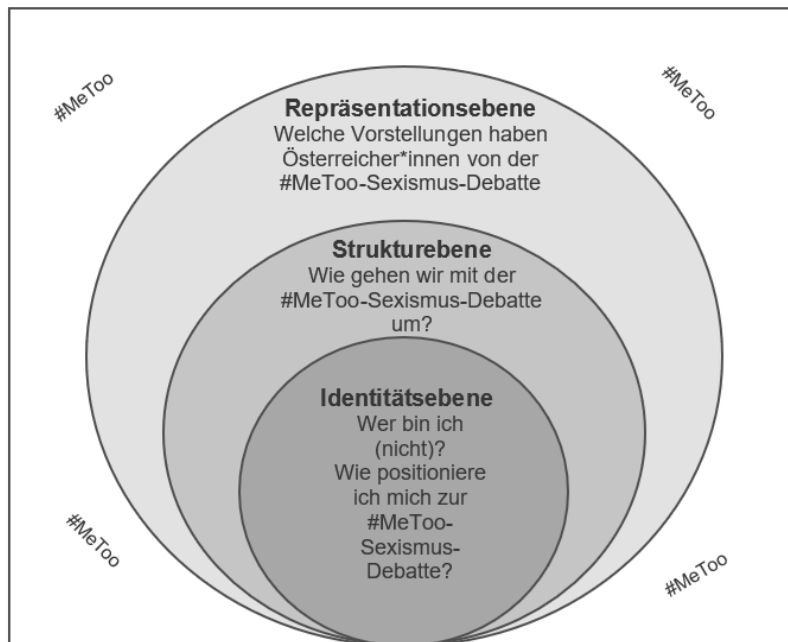 #MeToo
#MeToo
Repräsentationsebene
Welche Vorstellungen haben
Österreicher*innen von der
#MeToo-Sexismus-Debatte
Strukturebene
Wie gehen wir mit der
#MeToo-Sexismus-Debatte
um?
Identitätsebene
Wer bin ich
(nicht)?
Wie positioniere
ich mich zur
#MeToo-
Sexismus-
Debatte?
#MeToo
#MeToo